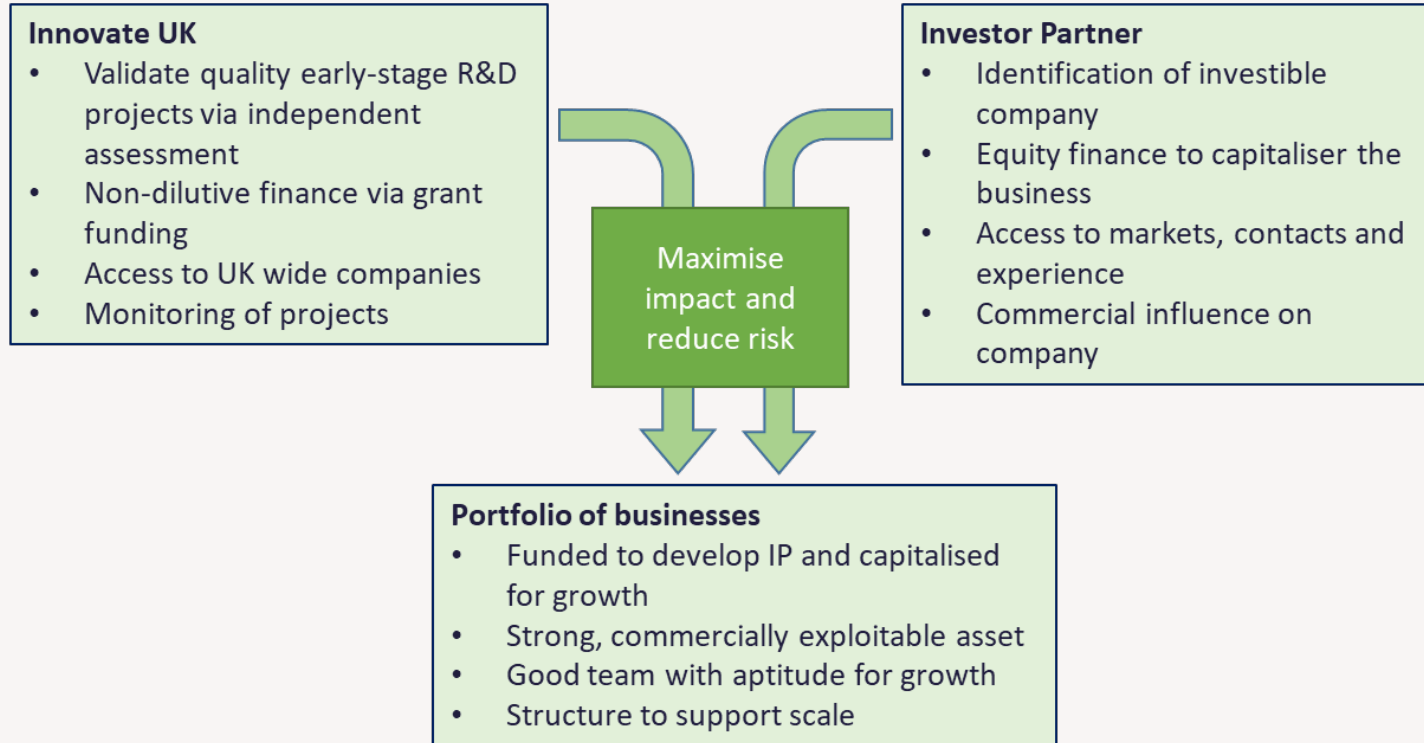 Innovate UK
• Validate quality early-stage R&D
projects via independent
assessment
• Non-dilutive finance via grant
funding
• Access to UK wide companies
• Monitoring of projects
Investor Partner
• Identification of investible
company
• Equity finance to capitaliser the
business
• Access to markets, contacts and
experience
• Commercial influence on
company
Maximise
impact and
reduce risk
Portfolio of businesses
• Funded to develop IP and capitalised
for growth
• Strong, commercially exploitable asset
• Good team with aptitude for growth
• Structure to support scale